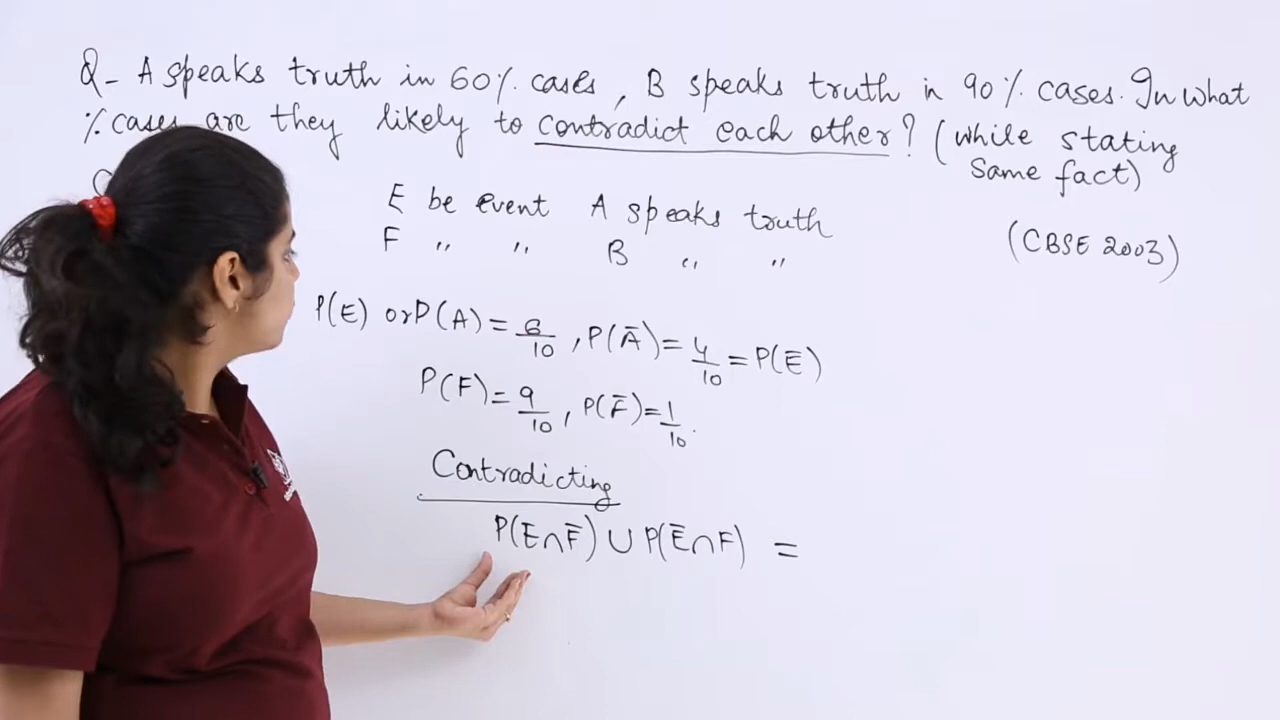 Q- A speaks truth in 60% cases, B speaks truth in 90% cases. In what
% cases are they likely to contradict each other? (while stating
same fact)
E be event A speaks truth
F " " B " "
(CBSE 2003)
P(E) or P(A) = 6/10, P(Ā) = 4/10 = P(Ē)
P(F) = 9/10, P(F̄) = 1/10.
Contradicting
P(E∩F̄) ∪ P(Ē∩F) =